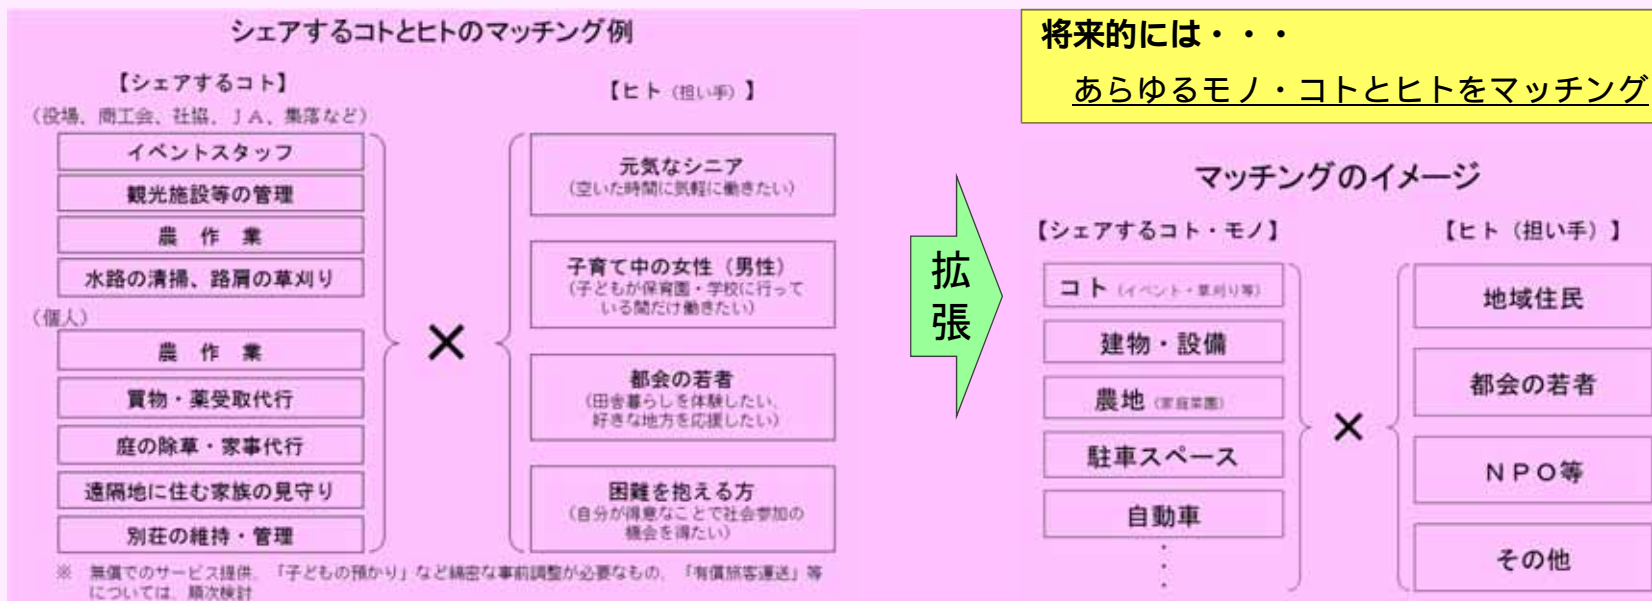 シェアするコトとヒトのマッチング例
【シェアするコト】
（役場、商工会、社協、ＪＡ、集落など）
イベントスタッフ
観光施設等の管理
農　作　業
水路の清掃、路肩の草刈り
（個人）
農　作　業
買物・薬受取代行
庭の除草・家事代行
遠隔地に住む家族の見守り
別荘の維持・管理
×
【ヒト（担い手）】
元気なシニア
（空いた時間に気軽に働きたい）
子育て中の女性（男性）
（子どもが保育園・学校に行って
いる間だけ働きたい）
都会の若者
（田舎暮らしを体験したい、
好きな地方を応援したい）
困難を抱える方
（自分が得意なことで社会参加の
機会を得たい）
※　無償でのサービス提供、「子どもの預かり」など綿密な事前調整が必要なもの、「有償旅客運送」等
については、順次検討
拡
張
将来的には・・・
あらゆるモノ・コトとヒトをマッチング
マッチングのイメージ
【シェアするコト・モノ】
コト（イベント・草刈り等）
建物・設備
農地（家庭菜園）
駐車スペース
自動車
・
・
・
×
【ヒト（担い手）】
地域住民
都会の若者
ＮＰＯ等
その他